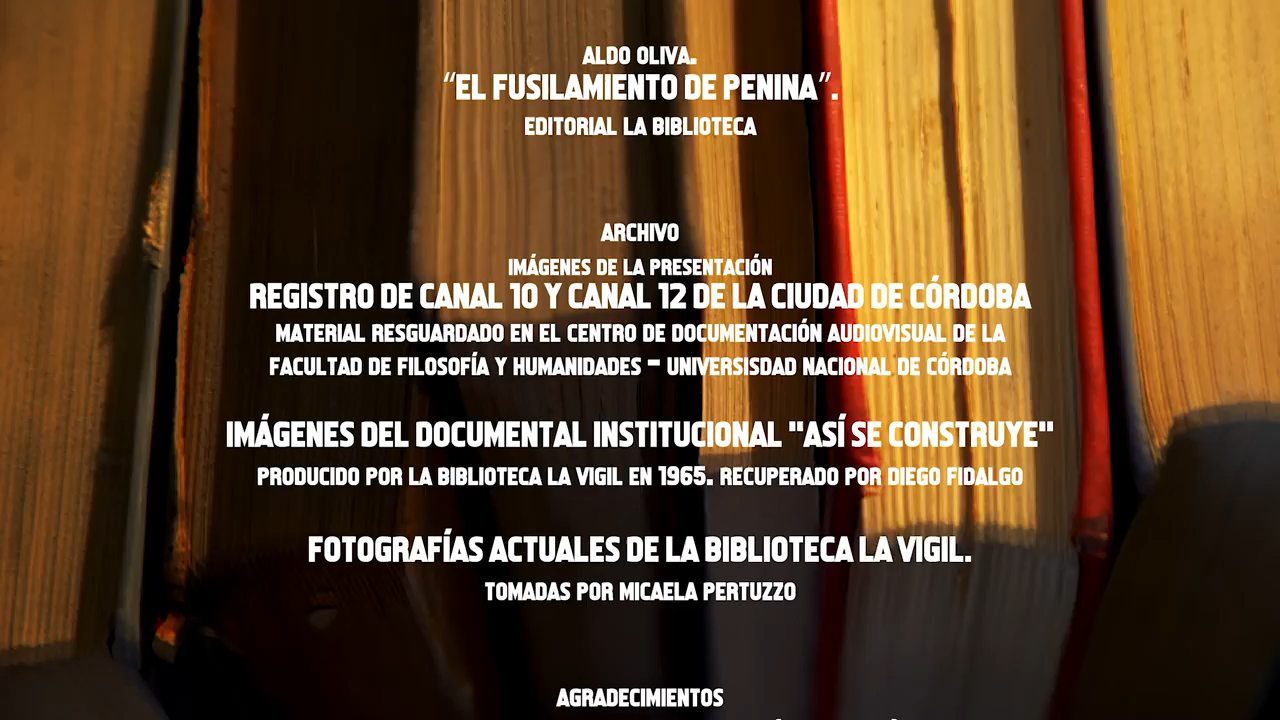 ALDO OLIVA.
“EL FUSILAMIENTO DE PENINA”.
EDITORIAL LA BIBLIOTECA
ARCHIVO
IMÁGENES DE LA PRESENTACIÓN
REGISTRO DE CANAL 10 Y CANAL 12 DE LA CIUDAD DE CÓRDOBA
MATERIAL RESGUARDADO EN EL CENTRO DE DOCUMENTACIÓN AUDIOVISUAL DE LA
FACULTAD DE FILOSOFÍA Y HUMANIDADES – UNIVERSISDAD NACIONAL DE CÓRDOBA
IMÁGENES DEL DOCUMENTAL INSTITUCIONAL "ASÍ SE CONSTRUYE"
PRODUCIDO POR LA BIBLIOTECA LA VIGIL EN 1965. RECUPERADO POR DIEGO FIDALGO
FOTOGRAFÍAS ACTUALES DE LA BIBLIOTECA LA VIGIL.
TOMADAS POR MICAELA PERTUZZO
AGRADECIMIENTOS